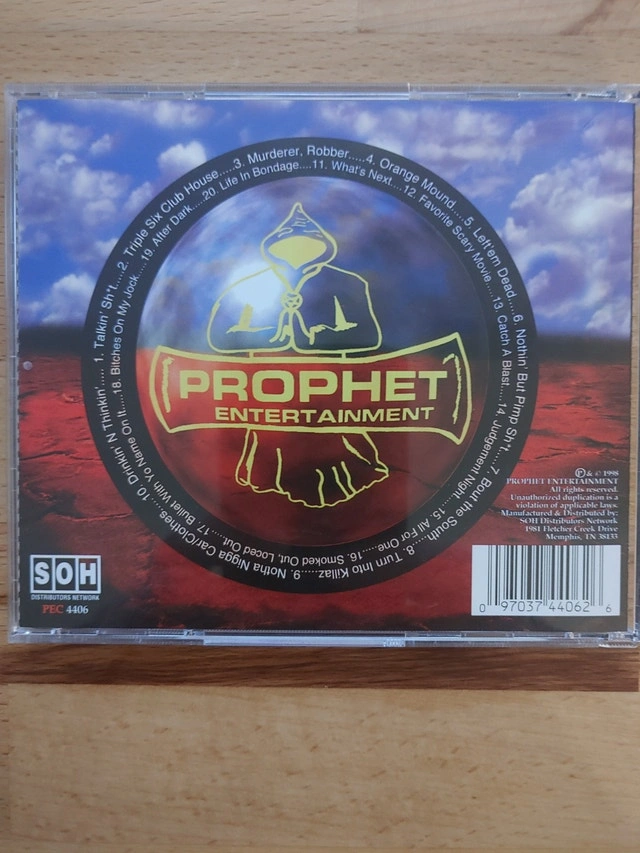 1. Talkin' Sh*t.....2. Triple Six Club House.....3. Murderer, Robber.....4. Orange Mound.....5. Left'em Dead.....6. Nothin' But Pimp Sh*t.....7. Bout the South.....8. Turn Into Killaz.....9. Notha Nigga Car/Clothes.....10. Drinkin' N Thinkin'.....
11. What's Next....12. Favorite Scary Movie....13. Catch A Blast....14. Judgement Night....15. All For One....16. Smoked Out, Loced Out....17. Bullet With Yo Name On It....18. Bitches On My Jock....19. After Dark....20. Life In Bondage....
PROPHET
ENTERTAINMENT
℗ & © 1998
PROPHET ENTERTAINMENT
All rights reserved.
Unauthorized duplication is a
violation of applicable laws.
Manufactured & Distributed by:
SOH Distributors Network
1981 Fletcher Creek Drive
Memphis, TN 38133
SOH
DISTRIBUTORS NETWORK
PEC 4406
0 97037 44062 6